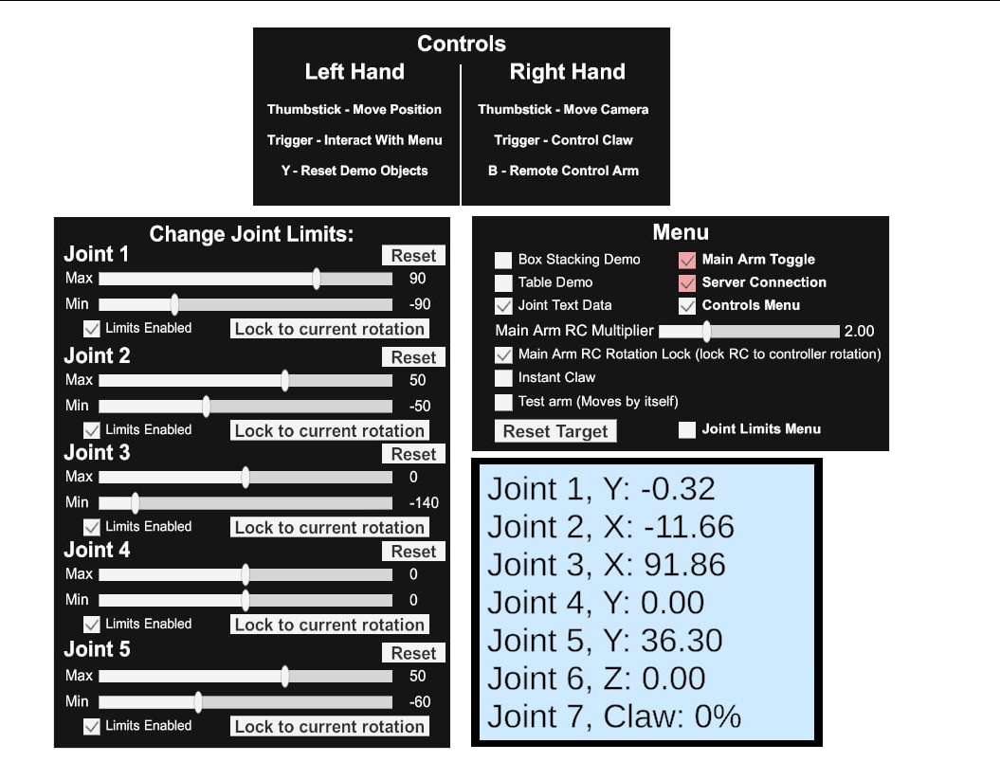 Controls
Left Hand
Right Hand
Thumbstick - Move Position
Trigger - Interact With Menu
Y - Reset Demo Objects
Thumbstick - Move Camera
Trigger - Control Claw
B - Remote Control Arm
Change Joint Limits:
Joint 1
Reset
Max 90
Min -90
Limits Enabled Lock to current rotation
Joint 2
Reset
Max 50
Min -50
Limits Enabled Lock to current rotation
Joint 3
Reset
Max 0
Min -140
Limits Enabled Lock to current rotation
Joint 4
Reset
Max 0
Min 0
Limits Enabled Lock to current rotation
Joint 5
Reset
Max 50
Min -60
Limits Enabled Lock to current rotation
Menu
Box Stacking Demo Main Arm Toggle
Table Demo Server Connection
Joint Text Data Controls Menu
Main Arm RC Multiplier 2.00
Main Arm RC Rotation Lock (lock RC to controller rotation)
Instant Claw
Test arm (Moves by itself)
Reset Target Joint Limits Menu
Joint 1, Y: -0.32
Joint 2, X: -11.66
Joint 3, X: 91.86
Joint 4, Y: 0.00
Joint 5, Y: 36.30
Joint 6, Z: 0.00
Joint 7, Claw: 0%